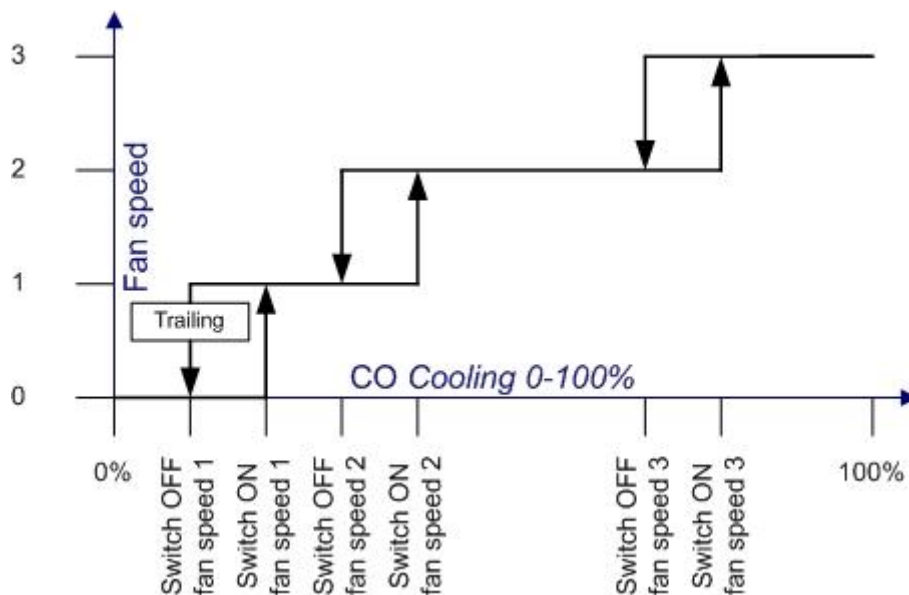 3
2
1
0
Fan speed
Trailing
CO Cooling 0-100%
0%
Switch OFF
fan speed 1
Switch ON
fan speed 1
Switch OFF
fan speed 2
Switch ON
fan speed 2
Switch OFF
fan speed 3
Switch ON
fan speed 3
100%